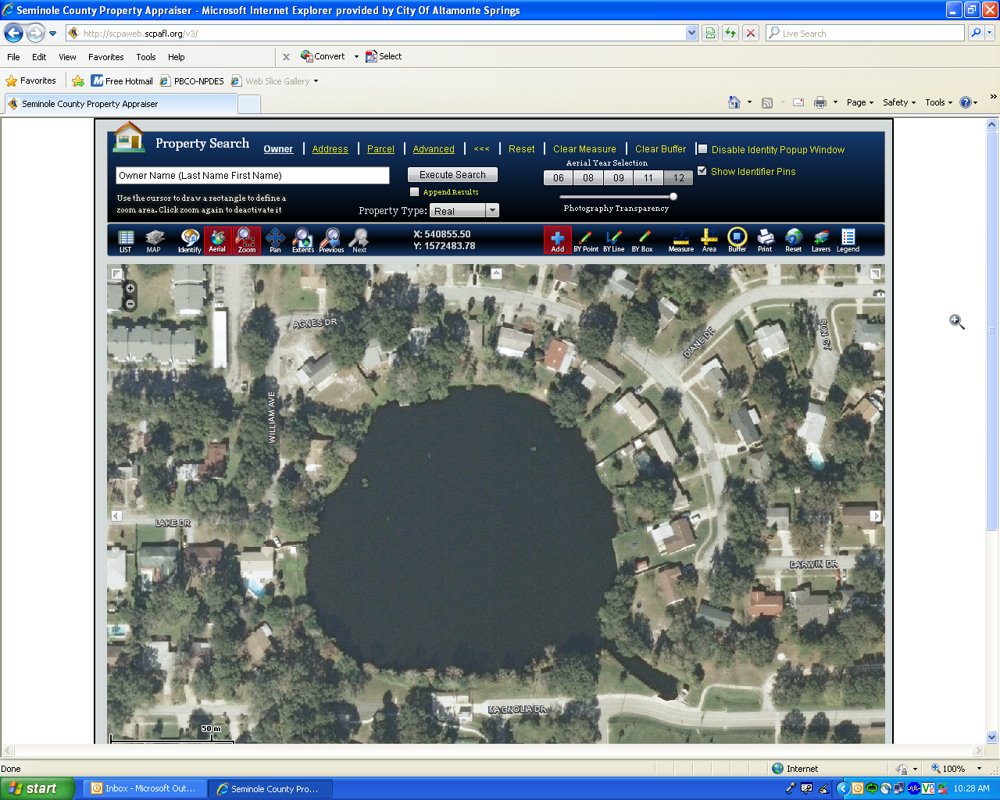 Seminole County Property Appraiser - Microsoft Internet Explorer provided by City Of Altamonte Springs
http://scpaweb.scpafl.org/v3/
Live Search
File Edit View Favorites Tools Help
x Convert Select
Favorites Free Hotmail PBCO-NPDES Web Slice Gallery
Seminole County Property Appraiser
Page Safety Tools »
Property Search Owner | Address | Parcel | Advanced | <<< | Reset | Clear Measure | Clear Buffer | Disable Identity Popup Window
Aerial Year Selection
Owner Name (Last Name First Name) Execute Search 06 08 09 11 12 Show Identifier Pins
Append Results
Use the cursor to draw a rectangle to define a
zoom area. Click zoom again to deactivate it
Property Type: Real Photography Transparency
X: 540855.50
Y: 1572483.78
LIST MAP Identify Aerial Zoom Pan Extents Previous Next Add BY Point BY Line BY Box Measure Area Buffer Print Reset Layers Legend
AGNES DR
SUN CT
DIANE DR
WILLIAM AVE
LAKE DR
DARWIN DR
MAGNOLIA DR
50 m
Done Internet 100%
start Inbox - Microsoft Out... Seminole County Pro... 10:28 AM